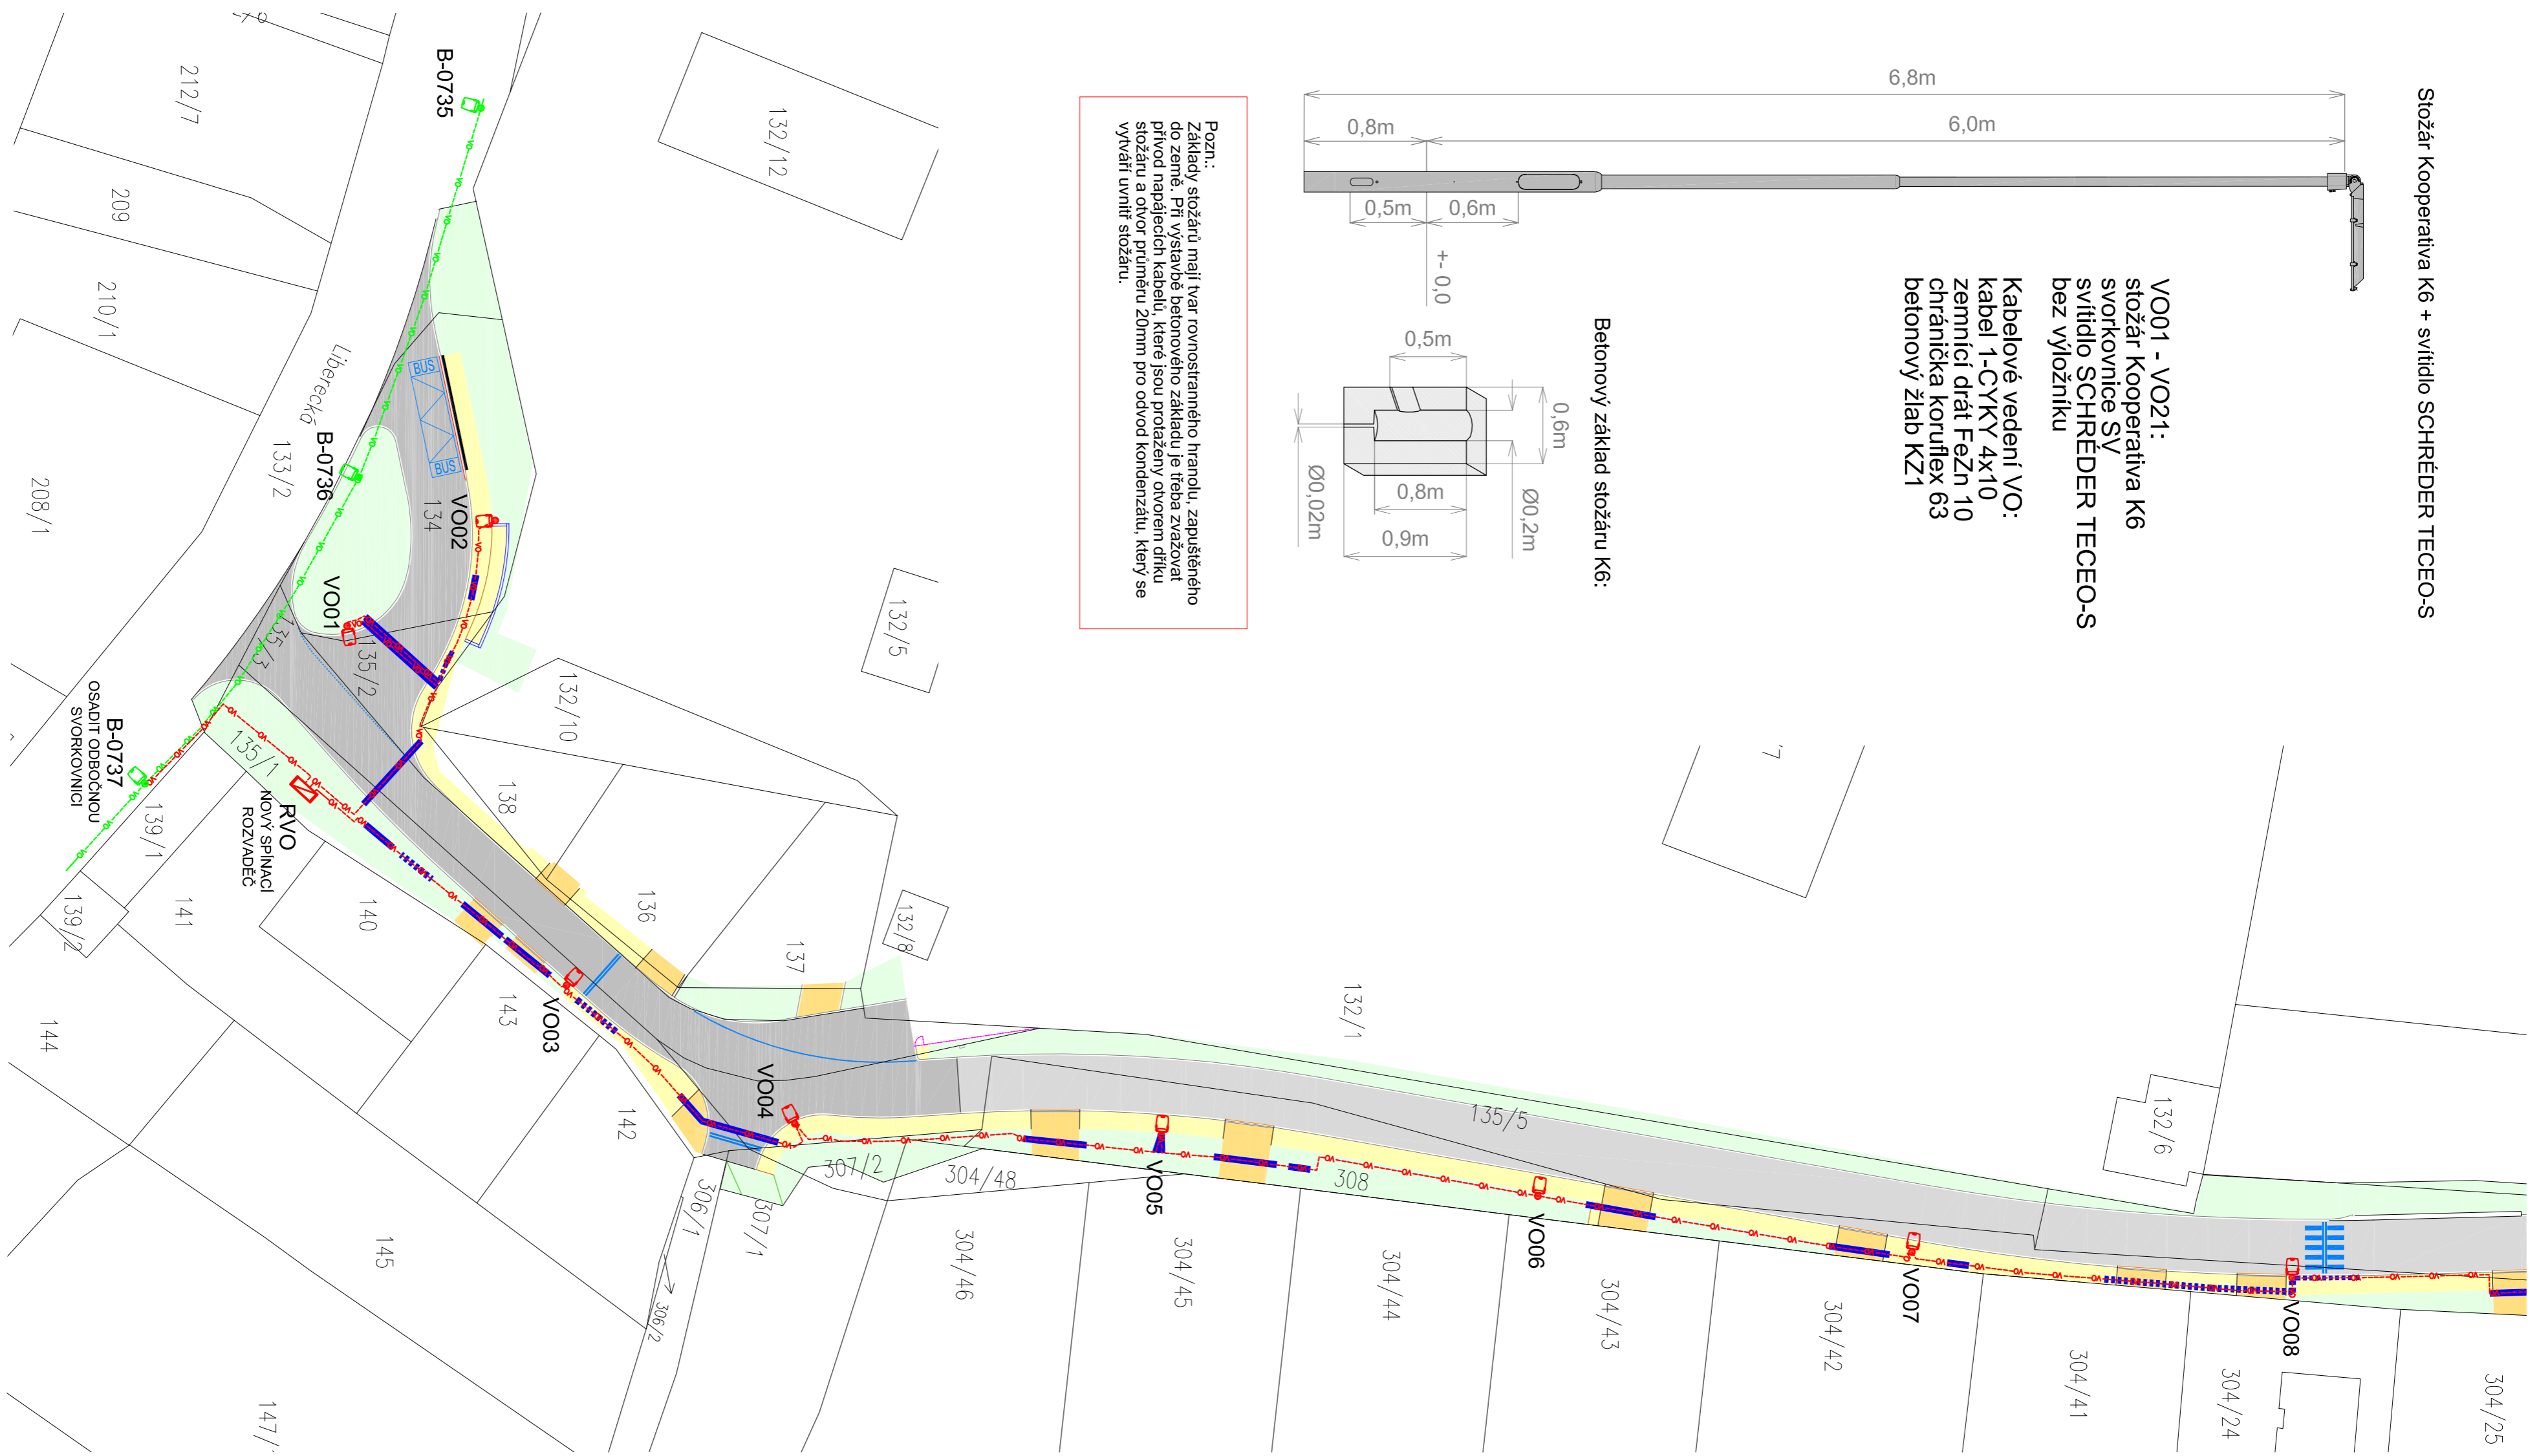 Stožár Kooperativa K6 + svítidlo SCHRÉDER TECEO-S
6,8m
0,8m
6,0m
0,5m
0,6m
+- 0,0
VO01 - VO21:
stožár Kooperativa K6
svorkovnice SV
svítidlo SCHRÉDER TECEO-S
bez výložníku
Kabelové vedení VO:
kabel 1-CYKY 4x10
zemnící drát FeZn 10
chránička koruflex 63
betonový žlab KZ1
Betonový základ stožáru K6:
0,5m
0,6m
Ø0,2m
0,8m
0,9m
Ø0,02m
Pozn.:
Základy stožárů mají tvar rovnostranného hranolu, zapuštěného
do země. Při výstavbě betonového základu je třeba zvažovat
přívod napájecích kabelů, které jsou protaženy otvorem dříku
stožáru a otvor průměru 20mm pro odvod kondenzátu, který se
vytváří uvnitř stožáru.
B-0735
212/7
209
210/1
132/12
Liberecká
B-0736
133/2
208/1
BUS
BUS
134
VO02
VO01
135/2
135/3
132/5
132/10
B-0737
OSADIT ODBOČNOU
SVORKOVNICI
135/1
RVO
NOVÝ SPÍNACÍ
ROZVADĚČ
139/1
139/2
141
140
138
136
137
132/8
143
VO03
144
142
145
VO04
307/2
304/48
306/1
307/1
306/2
304/46
VO05
304/45
308
304/44
135/5
132/1
VO06
304/43
VO07
304/42
304/41
132/6
VO08
304/24
304/25